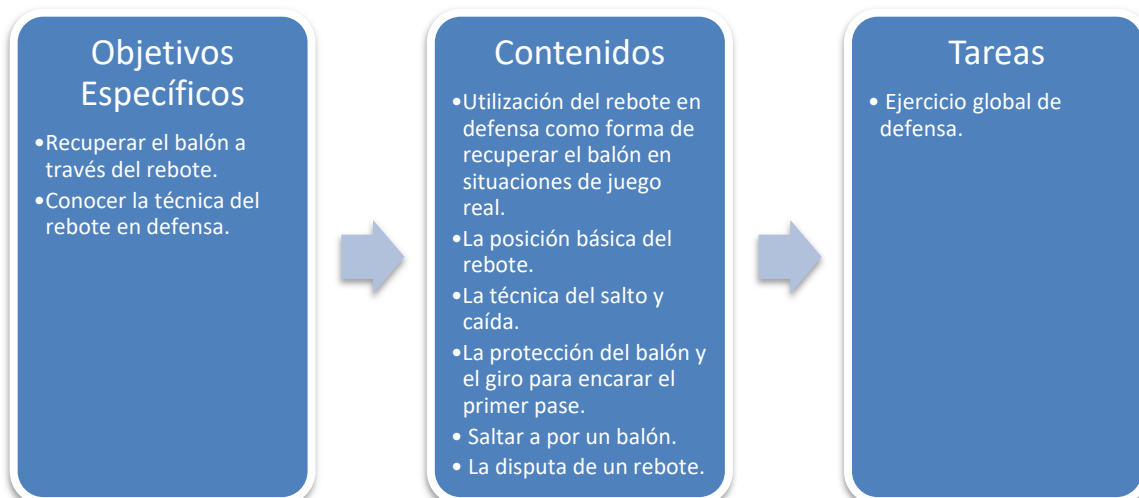 Objetivos
Específicos
•Recuperar el balón a
través del rebote.
•Conocer la técnica del
rebote en defensa.
Contenidos
•Utilización del rebote en
defensa como forma de
recuperar el balón en
situaciones de juego
real.
•La posición básica del
rebote.
•La técnica del salto y
caída.
•La protección del balón y
el giro para encarar el
primer pase.
• Saltar a por un balón.
• La disputa de un rebote.
Tareas
• Ejercicio global de
defensa.